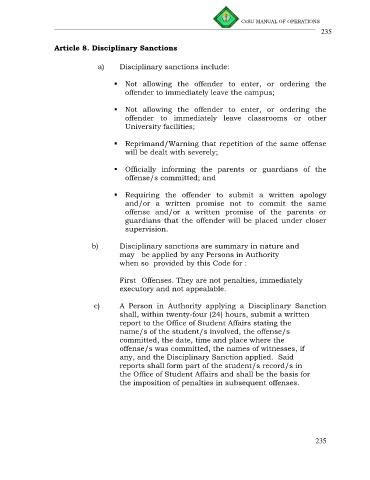 CvSU MANUAL OF OPERATIONS
235
Article 8. Disciplinary Sanctions
a) Disciplinary sanctions include:
▪ Not allowing the offender to enter, or ordering the
offender to immediately leave the campus;
▪ Not allowing the offender to enter, or ordering the
offender to immediately leave classrooms or other
University facilities;
▪ Reprimand/Warning that repetition of the same offense
will be dealt with severely;
▪ Officially informing the parents or guardians of the
offense/s committed; and
▪ Requiring the offender to submit a written apology
and/or a written promise not to commit the same
offense and/or a written promise of the parents or
guardians that the offender will be placed under closer
supervision.
b) Disciplinary sanctions are summary in nature and
may be applied by any Persons in Authority
when so provided by this Code for :
First Offenses. They are not penalties, immediately
executory and not appealable.
c) A Person in Authority applying a Disciplinary Sanction
shall, within twenty-four (24) hours, submit a written
report to the Office of Student Affairs stating the
name/s of the student/s involved, the offense/s
committed, the date, time and place where the
offense/s was committed, the names of witnesses, if
any, and the Disciplinary Sanction applied. Said
reports shall form part of the student/s record/s in
the Office of Student Affairs and shall be the basis for
the imposition of penalties in subsequent offenses.
235